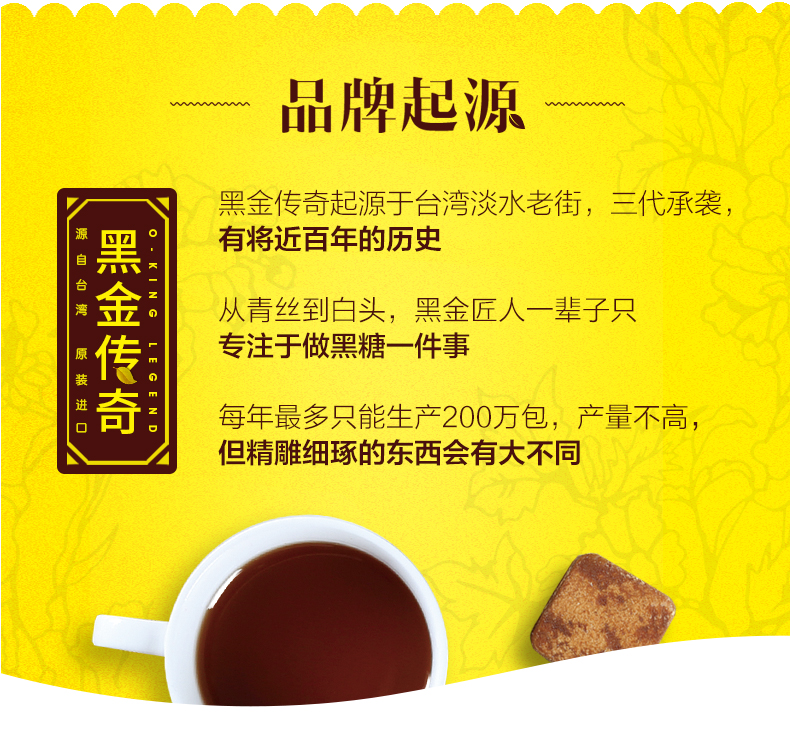 品牌起源
黑金传奇起源于台湾淡水老街，三代承袭，
有将近百年的历史
从青丝到白头，黑金匠人一辈子只
专注于做黑糖一件事
每年最多只能生产200万包，产量不高，
但精雕细琢的东西会有大不同
O-KING LEGEND
黑金传奇
源自台湾 原装进口